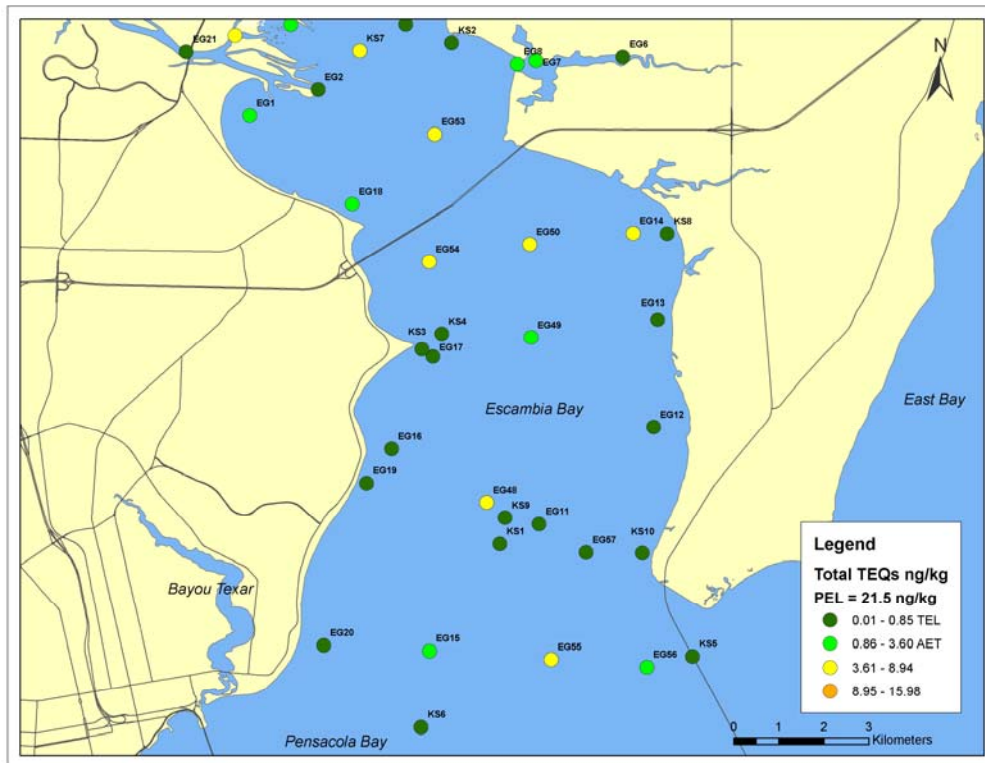 EG21
KS7
KS2
EG8
EG7
EG6
N
EG2
EG1
EG53
EG18
EG14
KS8
EG50
EG54
EG13
KS4
KS3
EG17
EG49
Escambia Bay
East Bay
EG12
EG16
EG19
EG48
KS9
EG11
KS1
EG57
KS10
Bayou Texar
EG20
EG15
EG55
EG56
KS5
KS6
Pensacola Bay
Legend
Total TEQs ng/kg
PEL = 21.5 ng/kg
0.01 - 0.85 TEL
0.86 - 3.60 AET
3.61 - 8.94
8.95 - 15.98
0 1 2 3
Kilometers